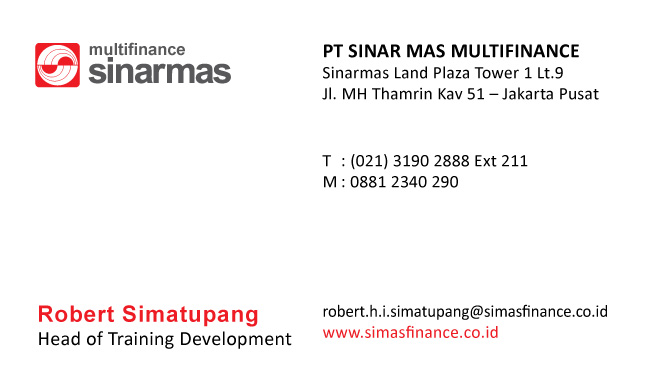 multifinance
sinarmas
PT SINAR MAS MULTIFINANCE
Sinarmas Land Plaza Tower 1 Lt.9
Jl. MH Thamrin Kav 51 – Jakarta Pusat
T : (021) 3190 2888 Ext 211
M : 0881 2340 290
Robert Simatupang
Head of Training Development
robert.h.i.simatupang@simasfinance.co.id
www.simasfinance.co.id